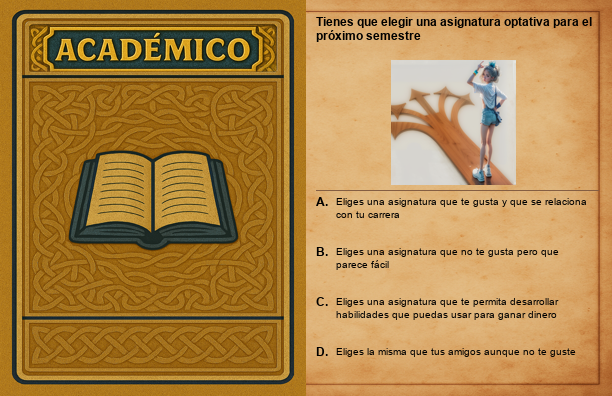 ACADÉMICO
Tienes que elegir una asignatura optativa para el
próximo semestre
A. Eliges una asignatura que te gusta y que se relaciona
con tu carrera
B. Eliges una asignatura que no te gusta pero que
parece fácil
C. Eliges una asignatura que te permita desarrollar
habilidades que puedas usar para ganar dinero
D. Eliges la misma que tus amigos aunque no te guste